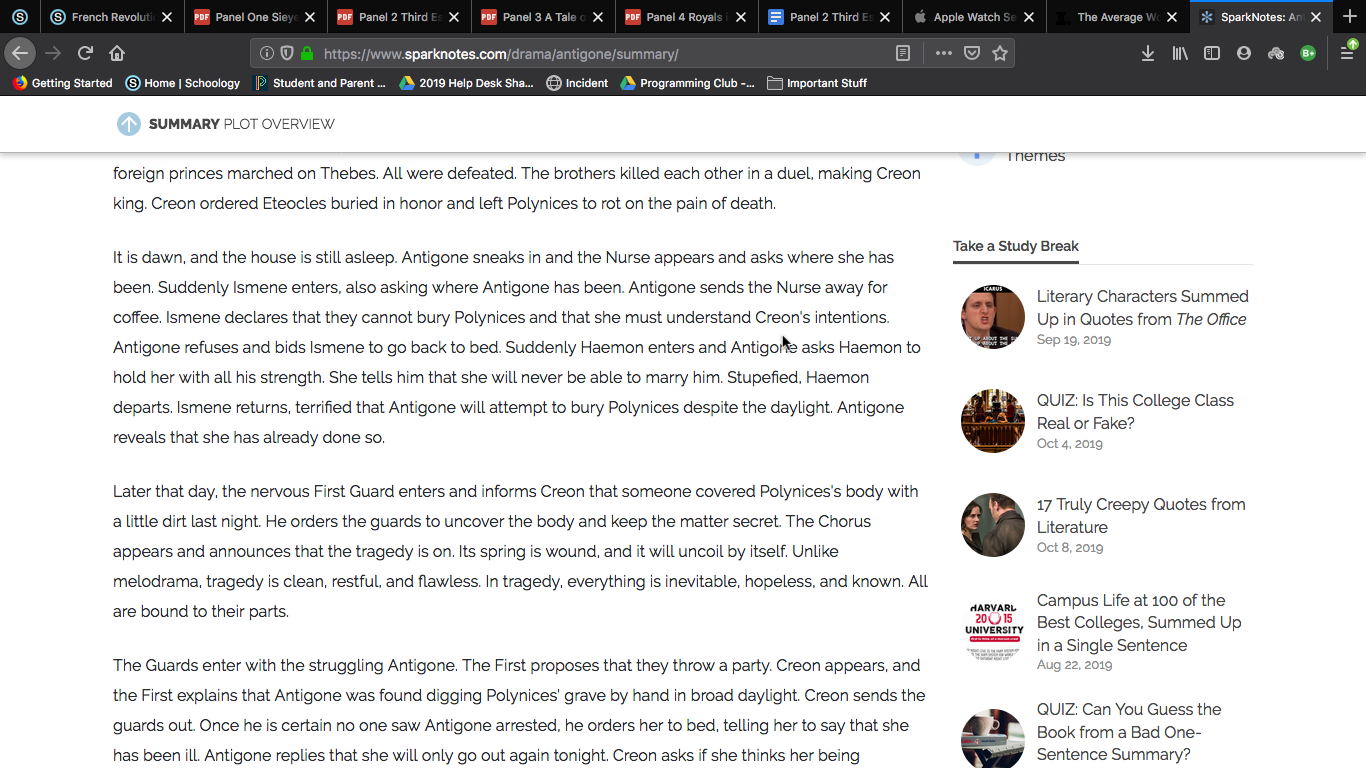 French Revoluti
Panel One Sieye
Panel 2 Third Es
Panel 3 A Tale o
Panel 4 Royals i
Panel 2 Third Es
Apple Watch Se
The Average Wo
SparkNotes: An
https://www.sparknotes.com/drama/antigone/summary/
Getting Started
Home | Schoology
Student and Parent ...
2019 Help Desk Sha...
Incident
Programming Club -...
Important Stuff
SUMMARY PLOT OVERVIEW
foreign princes marched on Thebes. All were defeated. The brothers killed each other in a duel, making Creon
king. Creon ordered Eteocles buried in honor and left Polynices to rot on the pain of death.
It is dawn, and the house is still asleep. Antigone sneaks in and the Nurse appears and asks where she has
been. Suddenly Ismene enters, also asking where Antigone has been. Antigone sends the Nurse away for
coffee. Ismene declares that they cannot bury Polynices and that she must understand Creon's intentions.
Antigone refuses and bids Ismene to go back to bed. Suddenly Haemon enters and Antigone asks Haemon to
hold her with all his strength. She tells him that she will never be able to marry him. Stupefied, Haemon
departs. Ismene returns, terrified that Antigone will attempt to bury Polynices despite the daylight. Antigone
reveals that she has already done so.
Later that day, the nervous First Guard enters and informs Creon that someone covered Polynices's body with
a little dirt last night. He orders the guards to uncover the body and keep the matter secret. The Chorus
appears and announces that the tragedy is on. Its spring is wound, and it will uncoil by itself. Unlike
melodrama, tragedy is clean, restful, and flawless. In tragedy, everything is inevitable, hopeless, and known. All
are bound to their parts.
The Guards enter with the struggling Antigone. The First proposes that they throw a party. Creon appears, and
the First explains that Antigone was found digging Polynices' grave by hand in broad daylight. Creon sends the
guards out. Once he is certain no one saw Antigone arrested, he orders her to bed, telling her to say that she
has been ill. Antigone replies that she will only go out again tonight. Creon asks if she thinks her being
Themes
Take a Study Break
ICARUS
Literary Characters Summed
Up in Quotes from The Office
Sep 19, 2019
QUIZ: Is This College Class
Real or Fake?
Oct 4, 2019
17 Truly Creepy Quotes from
Literature
Oct 8, 2019
HARVARD
2015
UNIVERSITY
Campus Life at 100 of the
Best Colleges, Summed Up
in a Single Sentence
Aug 22, 2019
QUIZ: Can You Guess the
Book from a Bad One-
Sentence Summary?